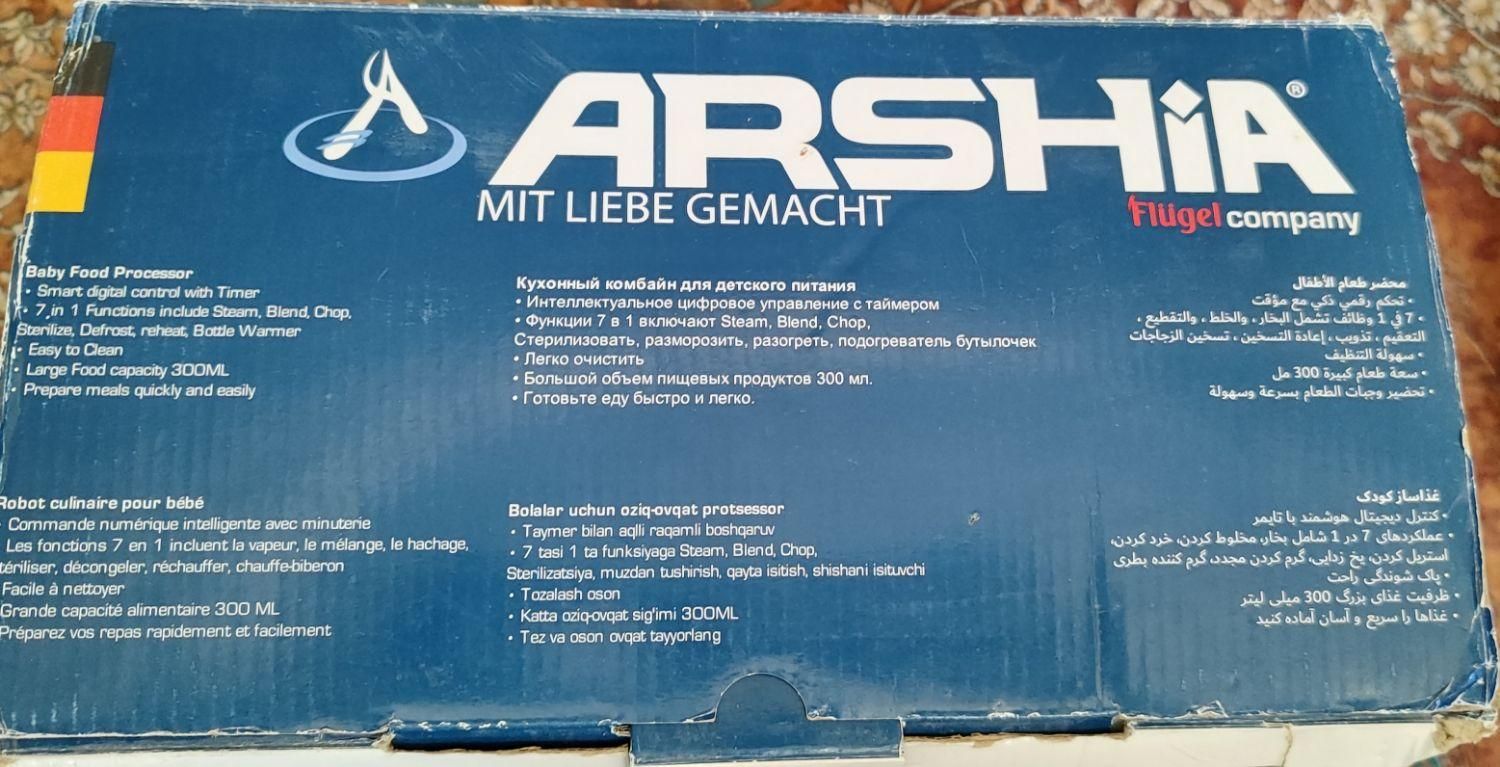 ARSHiA®
MIT LIEBE GEMACHT
Flügel company
Baby Food Processor
• Smart digital control with Timer
• 7 in 1 Functions include Steam, Blend, Chop,
Sterilize, Defrost, reheat, Bottle Warmer
• Easy to Clean
• Large Food capacity 300ML
• Prepare meals quickly and easily
Кухонный комбайн для детского питания
• Интеллектуальное цифровое управление с таймером
• Функции 7 в 1 включают Steam, Blend, Chop,
Стерилизовать, разморозить, разогреть, подогреватель бутылочек
• Легко очистить
• Большой объем пищевых продуктов 300 мл.
• Готовьте еду быстро и легко.
محضر طعام الأطفال
• تحكم رقمي ذكي مع مؤقت
• 7 في 1 وظائف تشمل البخار ، والخلط ، والتقطيع ،
التعقيم ، تذويب ، إعادة التسخين ، تسخين الزجاجات
• سهولة التنظيف
• سعة طعام كبيرة 300 مل
• تحضير وجبات الطعام بسرعة وسهولة
Robot culinaire pour bébé
Commande numérique intelligente avec minuterie
Les fonctions 7 en 1 incluent la vapeur, le mélange, le hachage,
tériliser, décongeler, réchauffer, chauffe-biberon
Facile à nettoyer
Grande capacité alimentaire 300 ML
Préparez vos repas rapidement et facilement
Bolalar uchun oziq-ovqat protsessor
• Taymer bilan aqlli raqamli boshqaruv
• 7 tasi 1 ta funksiyaga Steam, Blend, Chop,
Sterilizatsiya, muzdan tushirish, qayta isitish, shishani isituvchi
• Tozalash oson
• Katta oziq-ovqat sig'imi 300ML
• Tez va oson ovqat tayyorlang
غذاساز کودک
• کنترل دیجیتال هوشمند با تایمر
• عملکردهای 7 در 1 شامل بخار، مخلوط کردن، خرد کردن،
استریل کردن، یخ زدایی، گرم کردن مجدد، گرم کننده بطری
• پاک شوندگی راحت
• ظرفیت غذای بزرگ 300 میلی لیتر
• غذاها را سریع و آسان آماده کنید